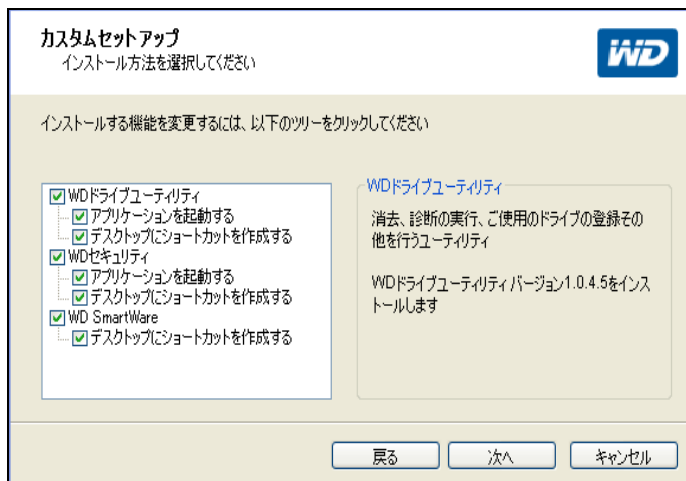 カスタムセットアップ
インストール方法を選択してください
WD
インストールする機能を変更するには、以下のツリーをクリックしてください
WDドライブユーティリティ
アプリケーションを起動する
デスクトップにショートカットを作成する
WDセキュリティ
アプリケーションを起動する
デスクトップにショートカットを作成する
WD SmartWare
デスクトップにショートカットを作成する
WDドライブユーティリティ
消去、診断の実行、ご使用のドライブの登録その
他を行うユーティリティ
WDドライブユーティリティ バージョン1.0.4.5をインス
トールします
戻る
次へ
キャンセル